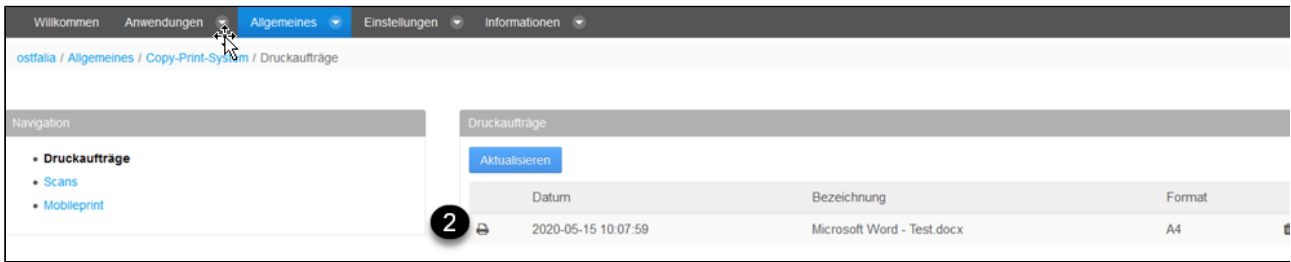 Willkommen Anwendungen Allgemeines Einstellungen Informationen
ostfalia / Allgemeines / Copy-Print-System / Druckaufträge
Navigation
Druckaufträge
Scans
Mobileprint
Druckaufträge
Aktualisieren
Datum Bezeichnung Format
2 2020-05-15 10:07:59 Microsoft Word - Test.docx A4